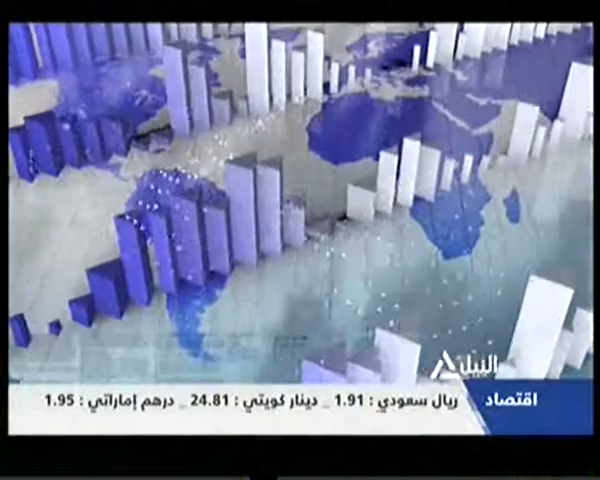 النيل
اقتصاد
ريال سعودي : 1.91 _ دينار كويتي : 24.81 _ درهم إماراتي : 1.95